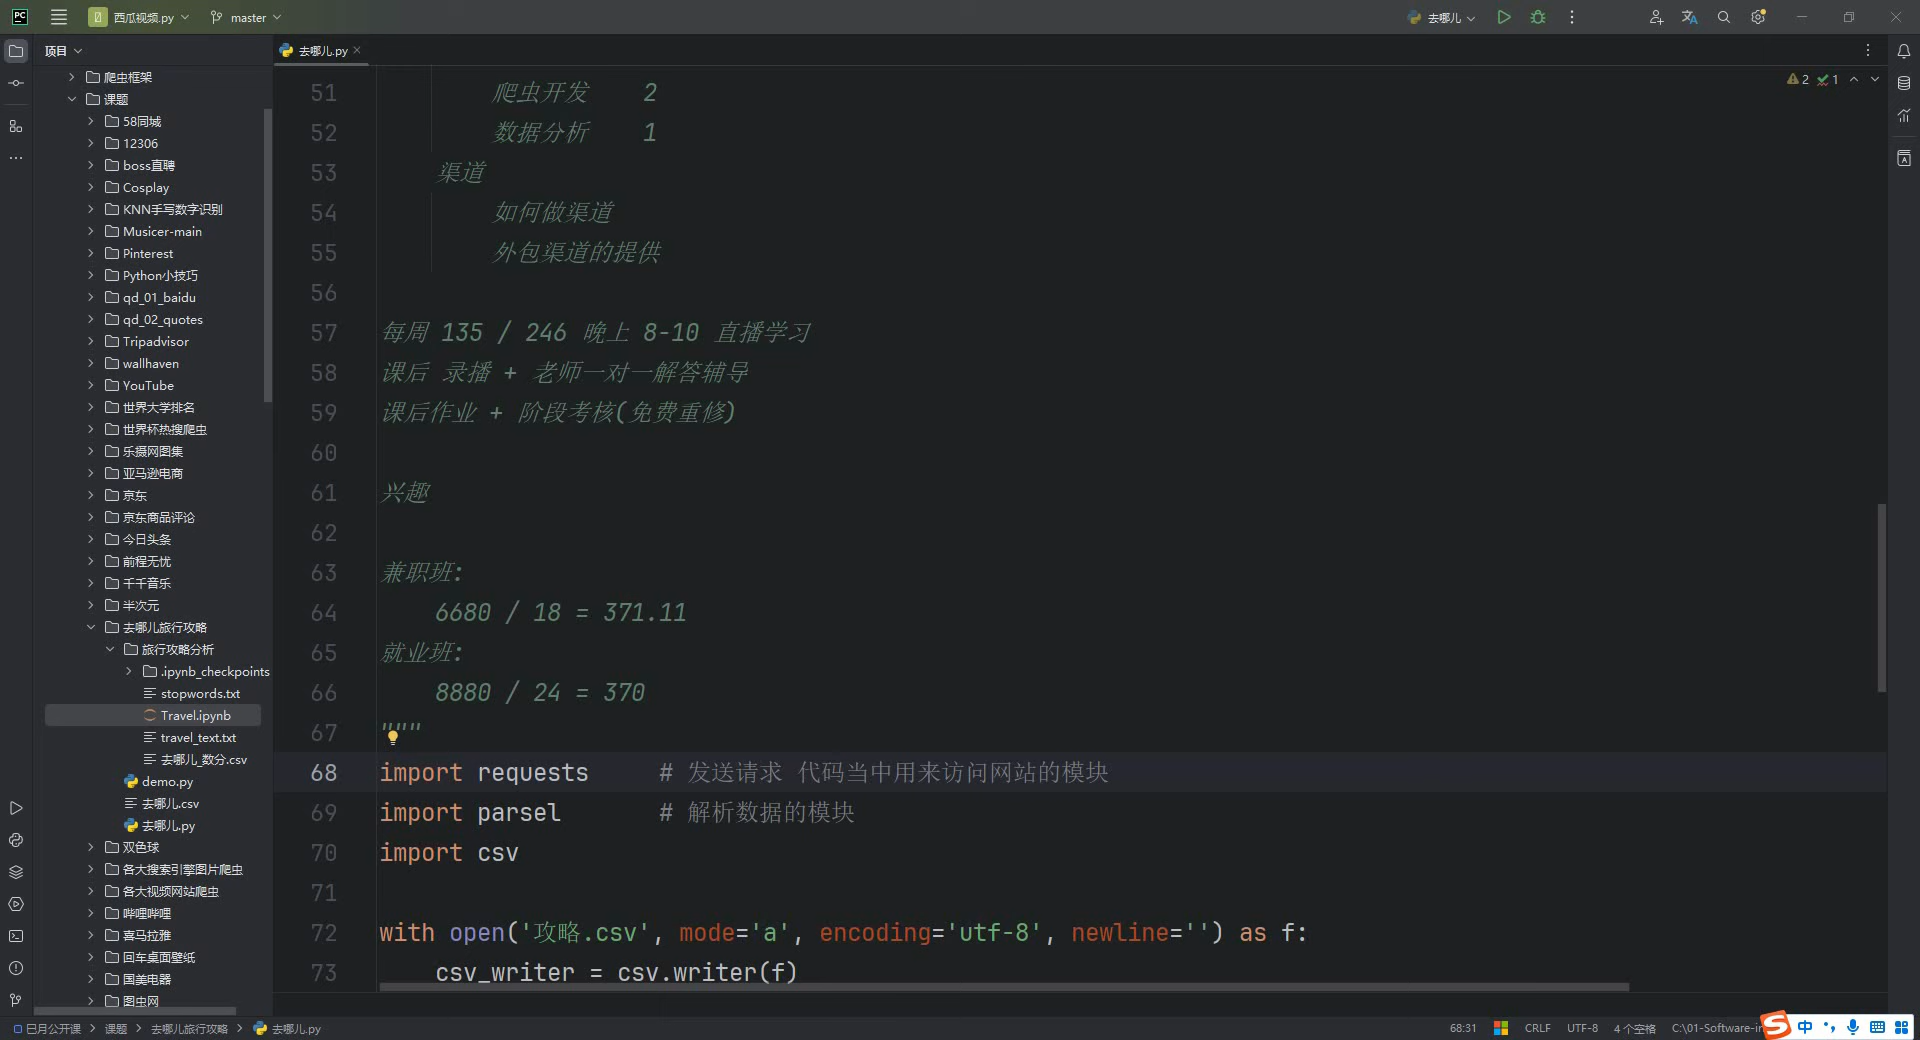 PC
西瓜视频.py
master
去哪儿
项目
去哪儿.py
2
1
爬虫框架
课题
58同城
12306
boss直聘
Cosplay
KNN手写数字识别
Musicer-main
Pinterest
Python小技巧
qd_01_baidu
qd_02_quotes
Tripadvisor
wallhaven
YouTube
世界大学排名
世界杯热搜爬虫
乐摄网图集
亚马逊电商
京东
京东商品评论
今日头条
前程无忧
千千音乐
半次元
去哪儿旅行攻略
旅行攻略分析
.ipynb_checkpoints
stopwords.txt
Travel.ipynb
travel_text.txt
去哪儿_数分.csv
demo.py
去哪儿.csv
去哪儿.py
双色球
各大搜索引擎图片爬虫
各大视频网站爬虫
哔哩哔哩
喜马拉雅
回车桌面壁纸
国美电器
图虫网
51 爬虫开发 2
52 数据分析 1
53 渠道
54 如何做渠道
55 外包渠道的提供
56
57 每周 135 / 246 晚上 8-10 直播学习
58 课后 录播 + 老师一对一解答辅导
59 课后作业 + 阶段考核(免费重修)
60
61 兴趣
62
63 兼职班:
64 6680 / 18 = 371.11
65 就业班:
66 8880 / 24 = 370
67 """
68 import requests # 发送请求 代码当中用来访问网站的模块
69 import parsel # 解析数据的模块
70 import csv
71
72 with open('攻略.csv', mode='a', encoding='utf-8', newline='') as f:
73 csv_writer = csv.writer(f)
巳月公开课 > 课题 > 去哪儿旅行攻略 > 去哪儿.py
68:31 CRLF UTF-8 4 个空格 C:\01-Software-in
中